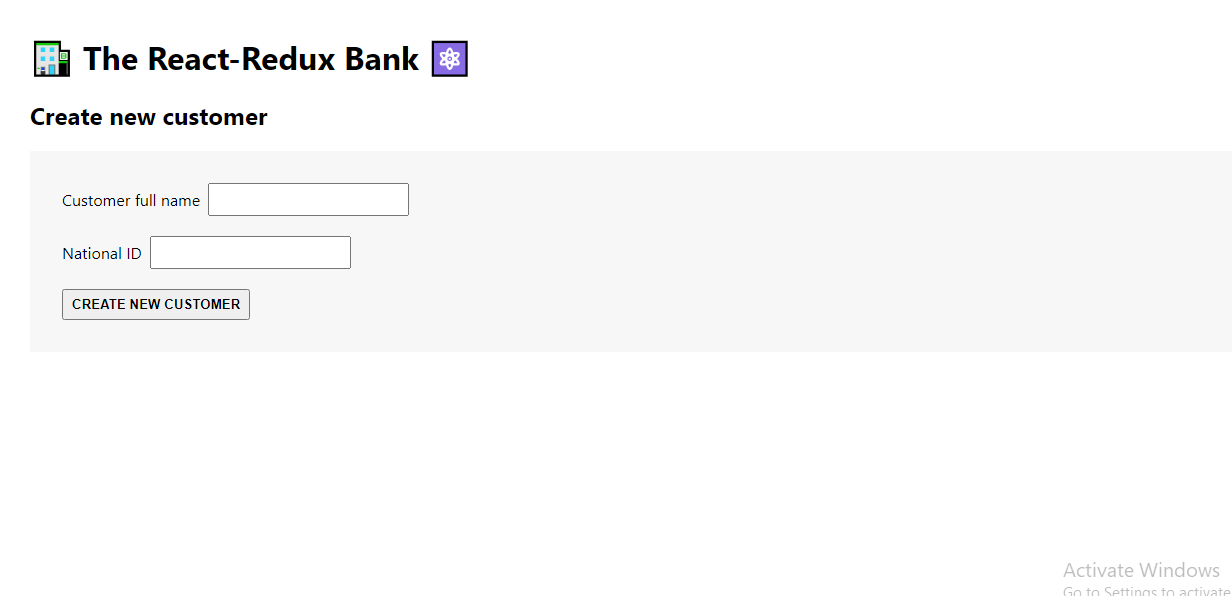 🏦 The React-Redux Bank ⚛️
Create new customer
Customer full name
National ID
CREATE NEW CUSTOMER
Activate Windows
Go to Settings to activate